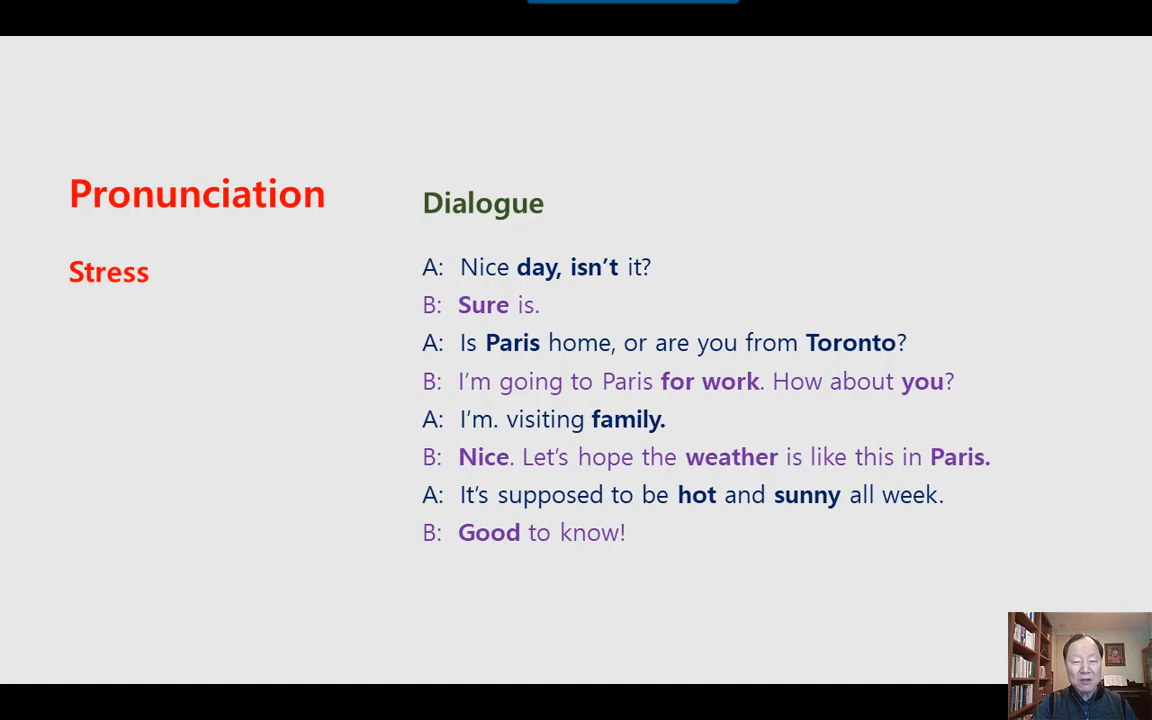 Pronunciation
Stress
Dialogue
A: Nice day, isn’t it?
B: Sure is.
A: Is Paris home, or are you from Toronto?
B: I’m going to Paris for work. How about you?
A: I’m. visiting family.
B: Nice. Let’s hope the weather is like this in Paris.
A: It’s supposed to be hot and sunny all week.
B: Good to know!